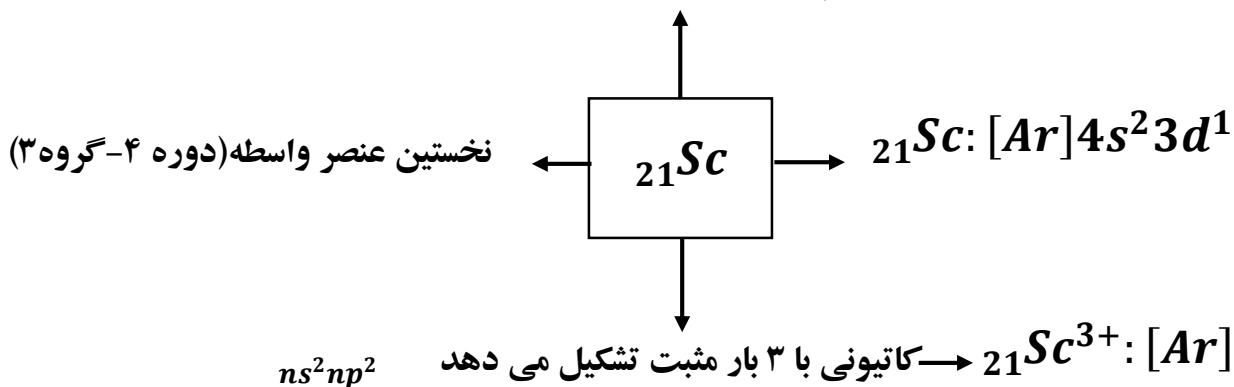 نخستین عنصر واسطه(دوره ۴-گروه۳)
₂₁Sc
₂₁Sc: [Ar]4s²3d¹
کاتیونی با ۳ بار مثبت تشکیل می دهد
₂₁Sc³⁺: [Ar]
ns²np²